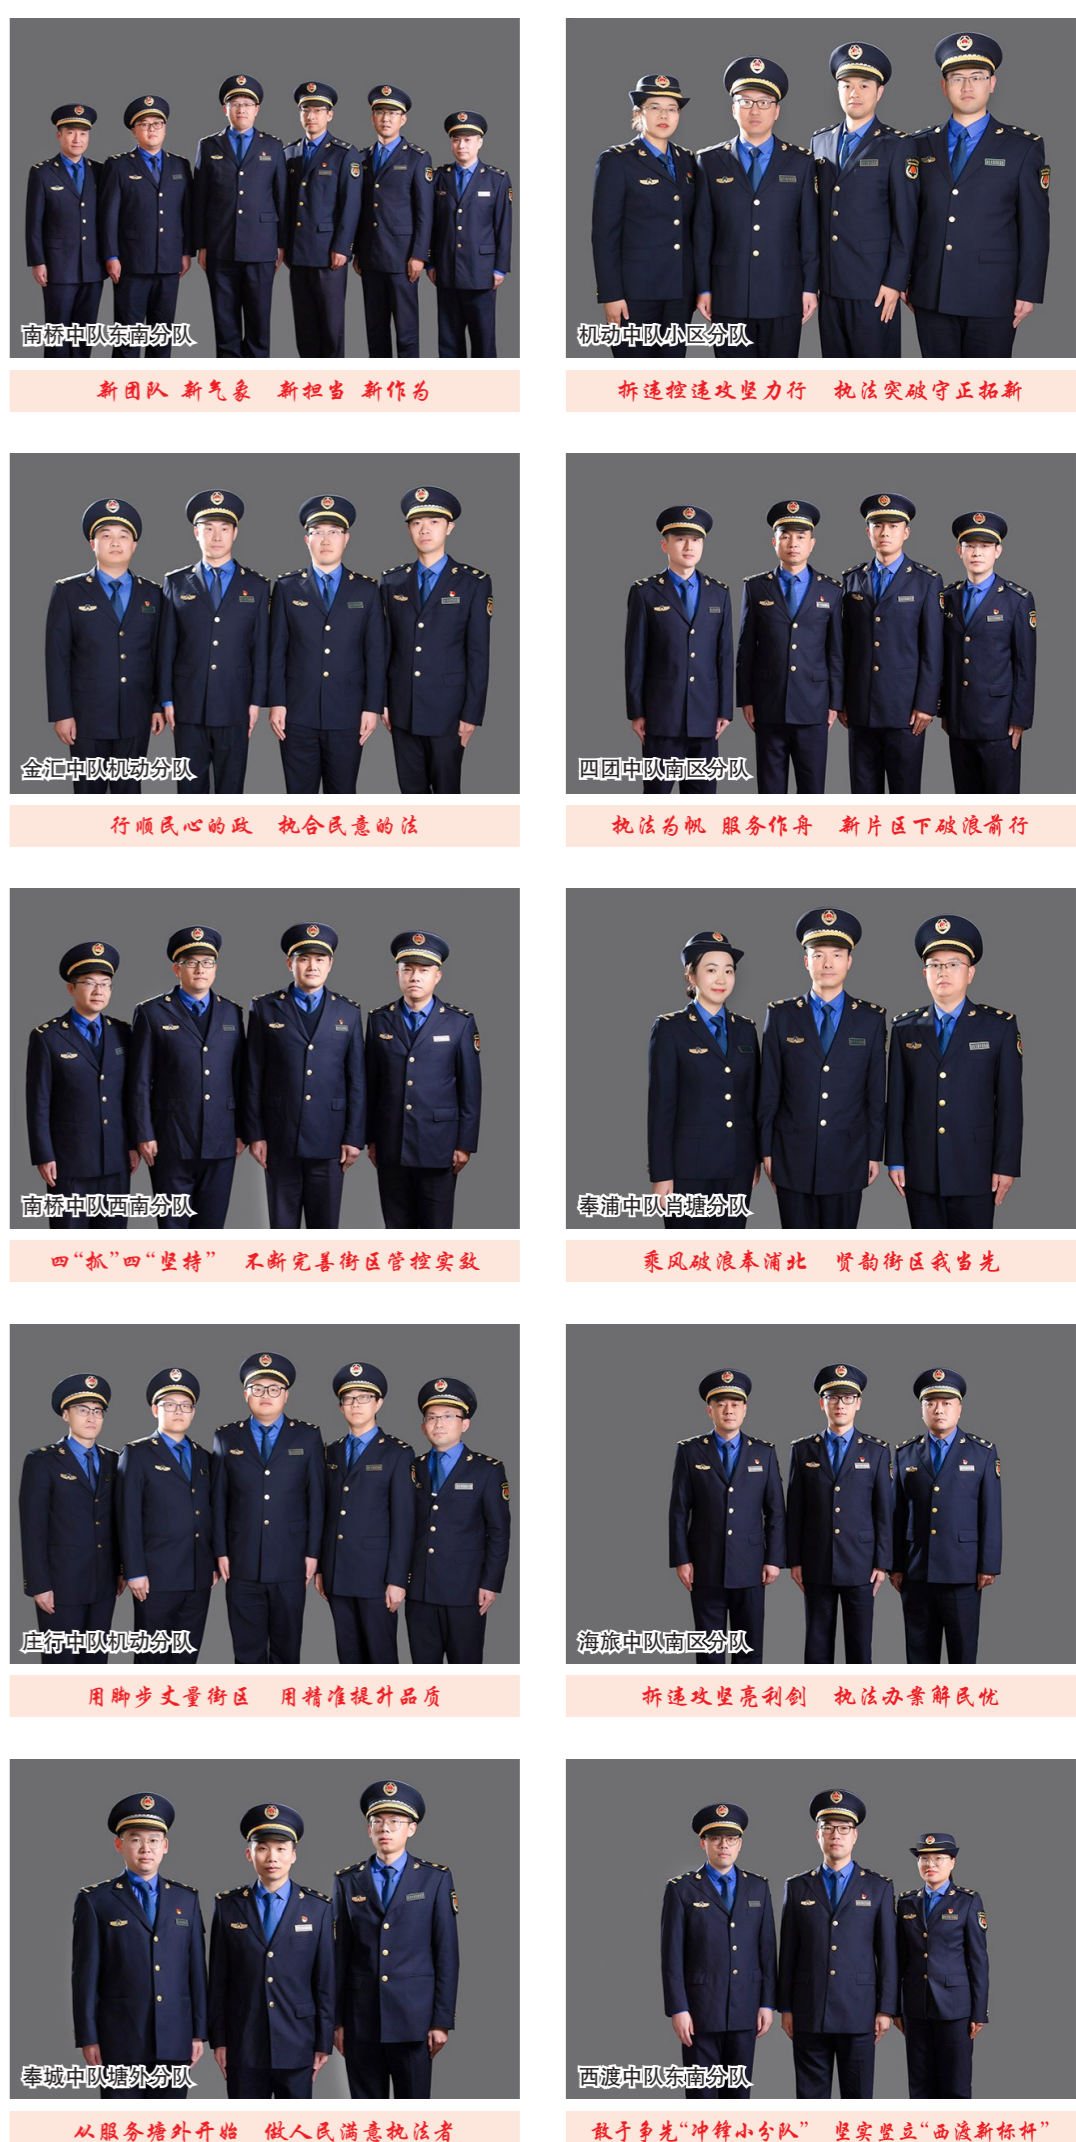 南桥中队东南分队
新团队 新气象 新担当 新作为
机动中队小区分队
拆违控违攻坚力行 执法突破守正拓新
金汇中队机动分队
行顺民心的政 执合民意的法
四团中队南区分队
执法为帆 服务作舟 新片区下破浪前行
南桥中队西南分队
四“抓”四“坚持” 不断完善街区管控实效
奉浦中队肖塘分队
乘风破浪奉浦北 贤韵街区我当先
庄行中队机动分队
用脚步丈量街区 用精准提升品质
海旅中队南区分队
拆违攻坚亮利剑 执法办案解民忧
奉城中队塘外分队
从服务塘外开始 做人民满意执法者
西渡中队东南分队
敢于争先“冲锋小分队” 坚实竖立“西渡新标杆”